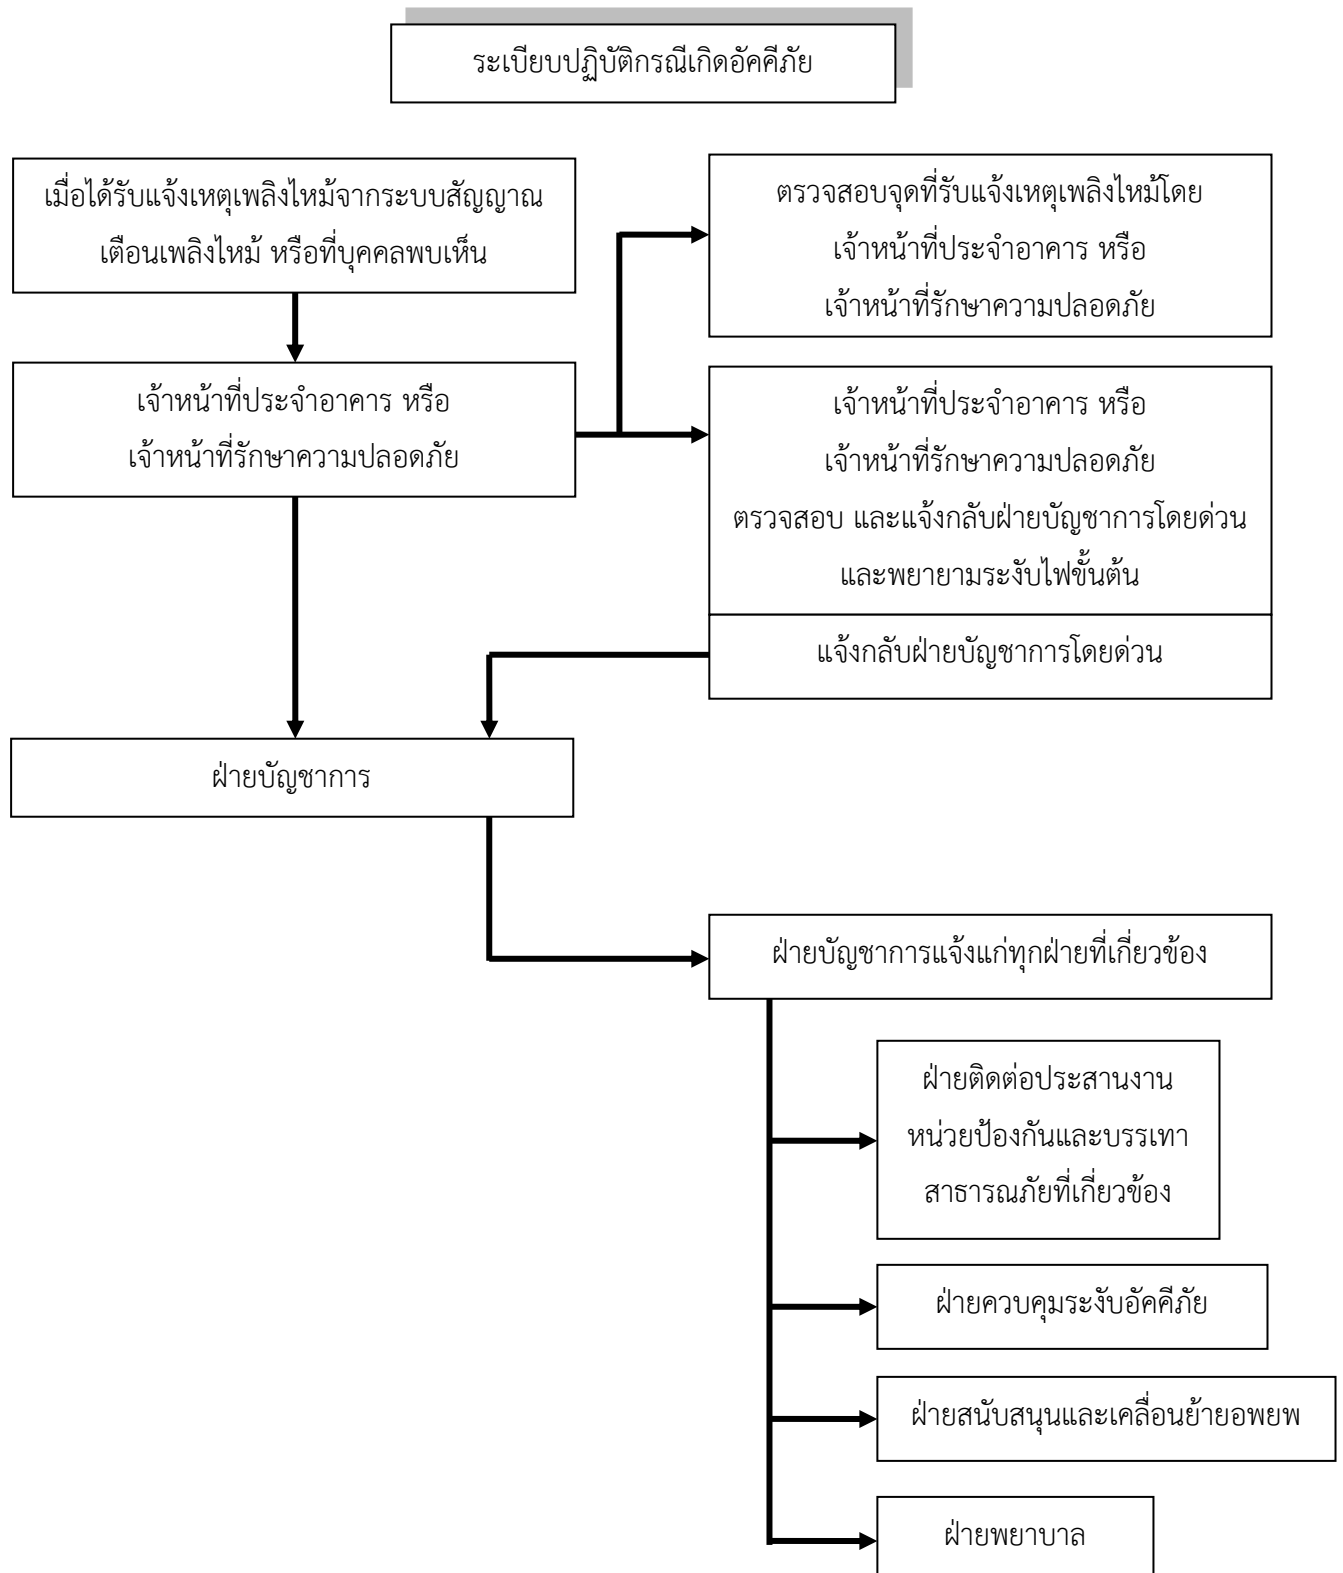 ระเบียบปฏิบัติกรณีเกิดอัคคีภัย
เมื่อได้รับแจ้งเหตุเพลิงไหม้จากระบบสัญญาณ
เตือนเพลิงไหม้ หรือที่บุคคลพบเห็น
ตรวจสอบจุดที่รับแจ้งเหตุเพลิงไหม้โดย
เจ้าหน้าที่ประจำอาคาร หรือ
เจ้าหน้าที่รักษาความปลอดภัย
เจ้าหน้าที่ประจำอาคาร หรือ
เจ้าหน้าที่รักษาความปลอดภัย
เจ้าหน้าที่ประจำอาคาร หรือ
เจ้าหน้าที่รักษาความปลอดภัย
ตรวจสอบ และแจ้งกลับฝ่ายบัญชาการโดยด่วน
และพยายามระงับไฟขั้นต้น
แจ้งกลับฝ่ายบัญชาการโดยด่วน
ฝ่ายบัญชาการ
ฝ่ายบัญชาการแจ้งแก่ทุกฝ่ายที่เกี่ยวข้อง
ฝ่ายติดต่อประสานงาน
หน่วยป้องกันและบรรเทา
สาธารณภัยที่เกี่ยวข้อง
ฝ่ายควบคุมระงับอัคคีภัย
ฝ่ายสนับสนุนและเคลื่อนย้ายอพยพ
ฝ่ายพยาบาล